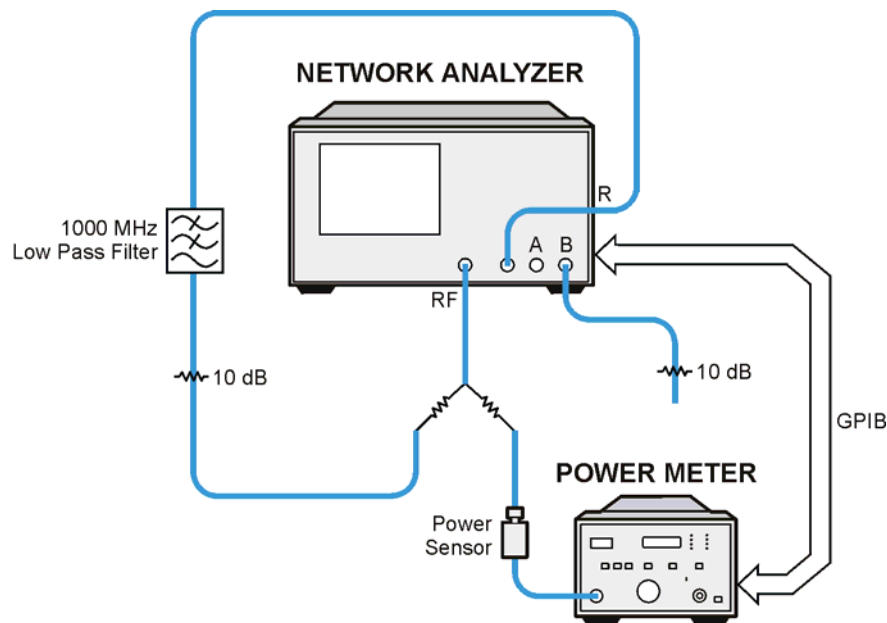 NETWORK ANALYZER
R
1000 MHz
Low Pass Filter
A
B
RF
10 dB
10 dB
GPIB
POWER METER
Power
Sensor